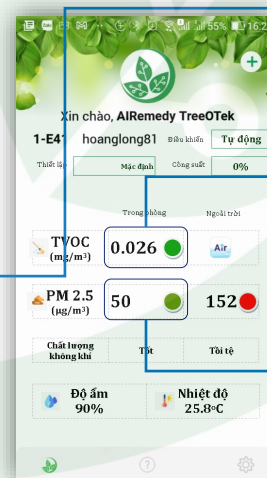 55% 16:2
Xin chào, AIRemedy TreeOTek
1-E41 hoanglong81 Điều khiển Tự động
Thiết lập Mặc định Công suất 0%
Trong phòng Ngoài trời
TVOC (mg/m³) 0.026 Air
PM 2.5 (µg/m³) 50 152
Chất lượng không khí Tốt Tồi tệ
Độ ẩm 90%
Nhiệt độ 25.8°C